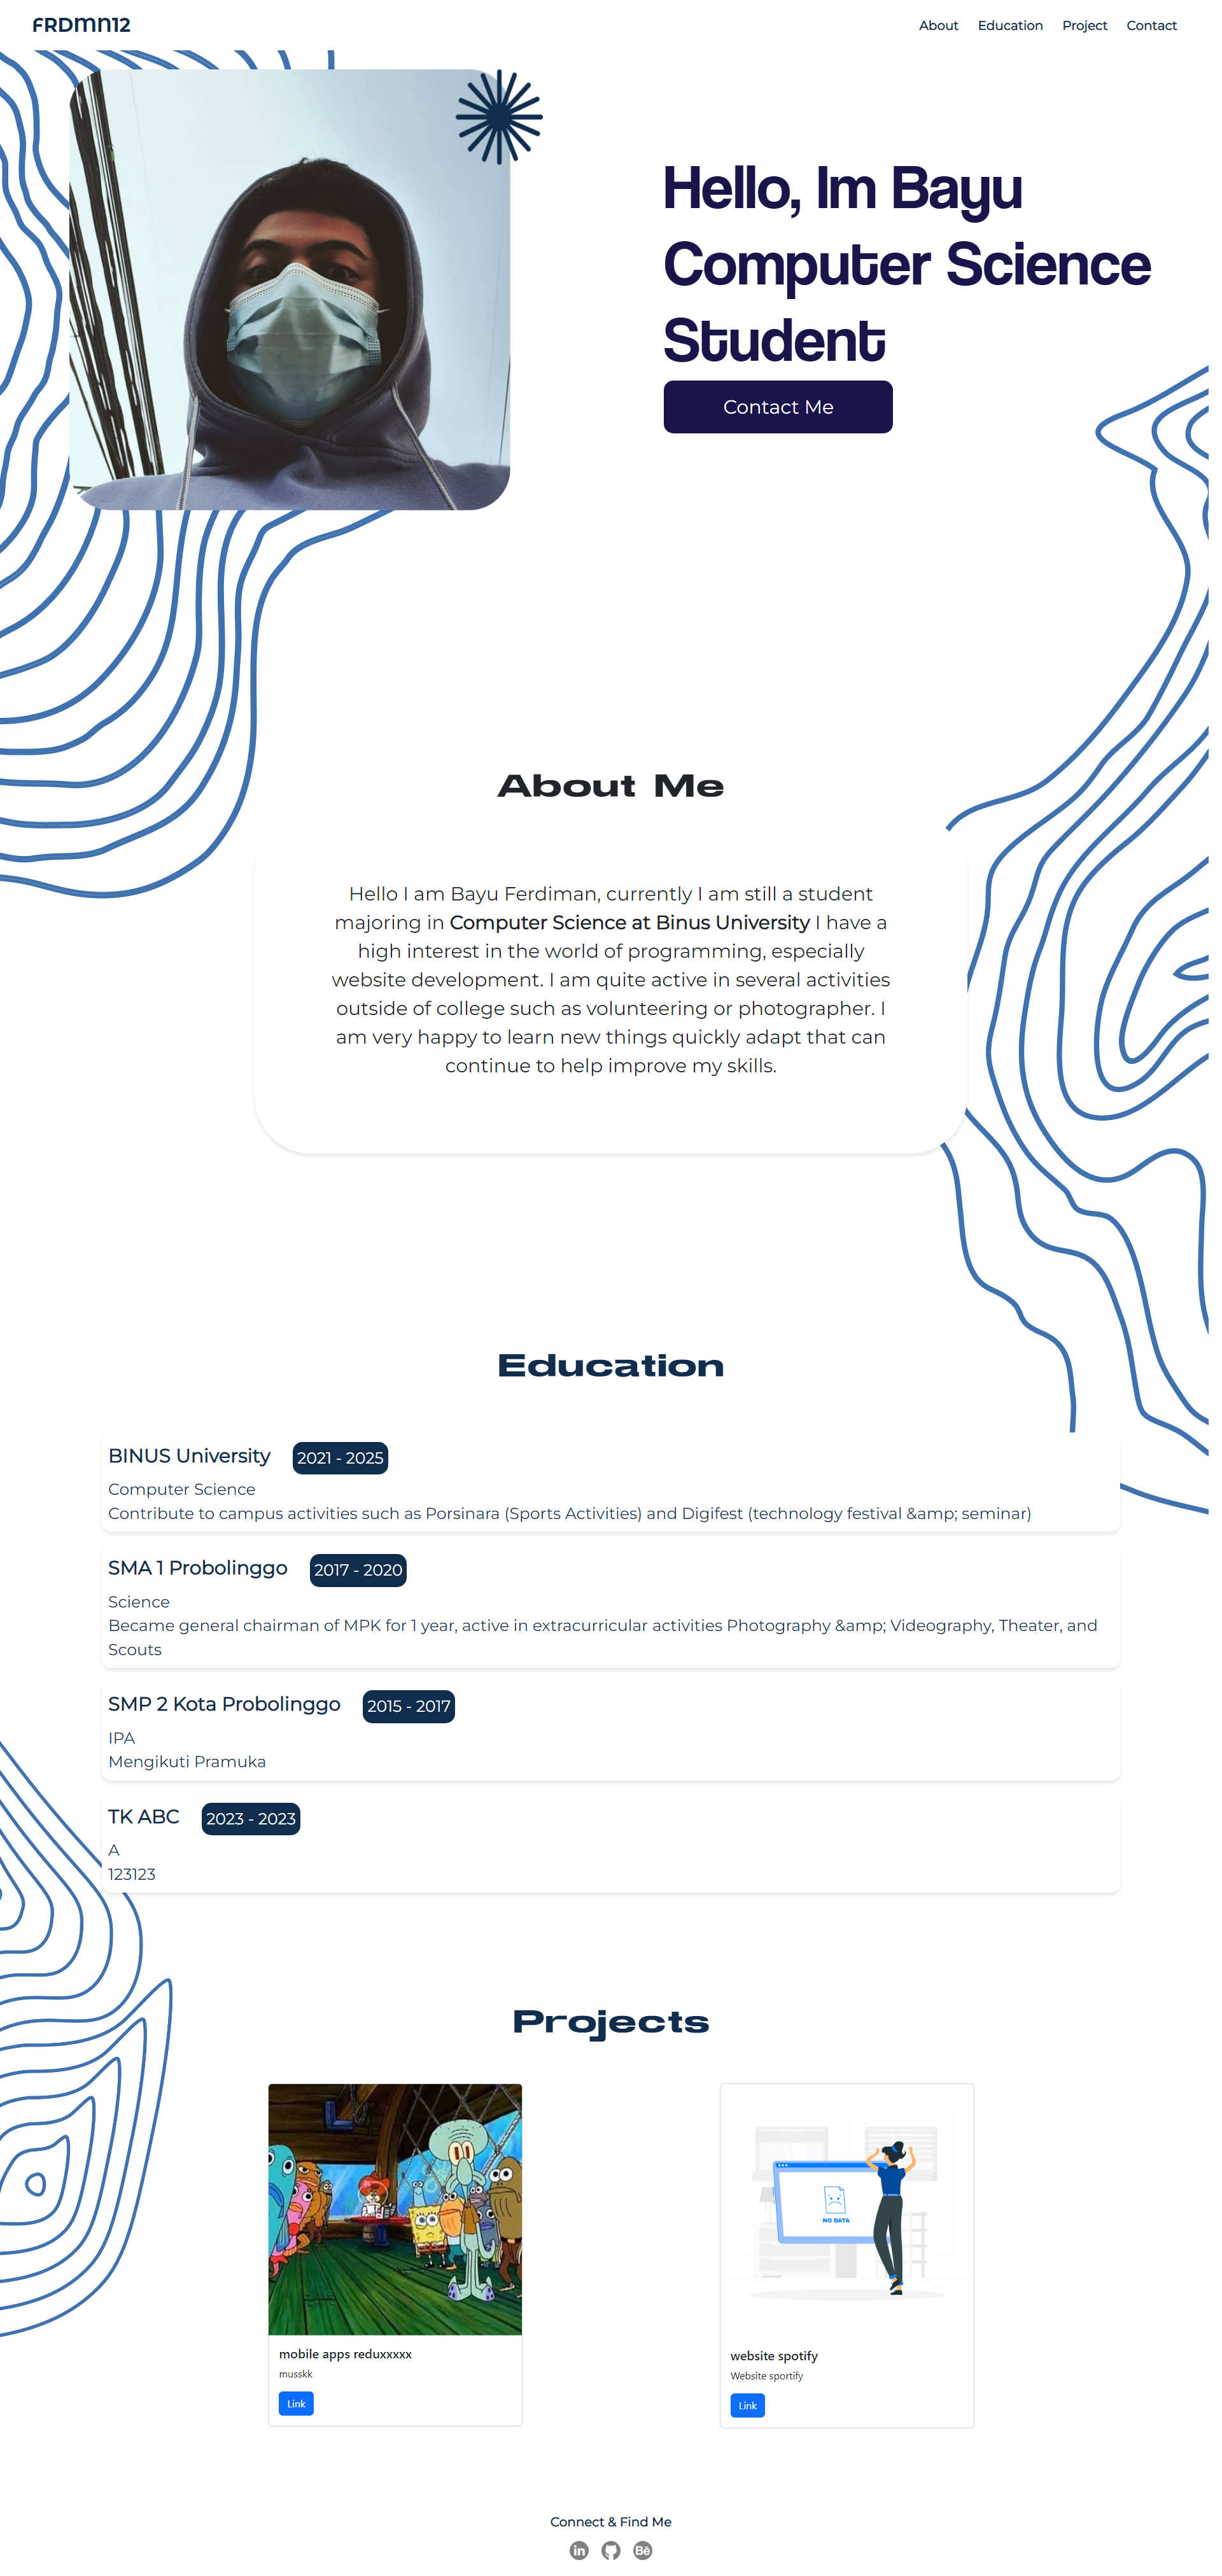 FRDMN12
About Education Project Contact
Hello, Im Bayu
Computer Science
Student
Contact Me
About Me
Hello I am Bayu Ferdiman, currently I am still a student
majoring in Computer Science at Binus University I have a
high interest in the world of programming, especially
website development. I am quite active in several activities
outside of college such as volunteering or photographer. I
am very happy to learn new things quickly adapt that can
continue to help improve my skills.
Education
BINUS University 2021 - 2025
Computer Science
Contribute to campus activities such as Porsinara (Sports Activities) and Digifest (technology festival &amp; seminar)
SMA 1 Probolinggo 2017 - 2020
Science
Became general chairman of MPK for 1 year, active in extracurricular activities Photography &amp; Videography, Theater, and
Scouts
SMP 2 Kota Probolinggo 2015 - 2017
IPA
Mengikuti Pramuka
TK ABC 2023 - 2023
A
123123
Projects
NO DATA
mobile apps reduxxxxx
musskk
Link
website spotify
Website sportify
Link
Connect & Find Me
in
Bē